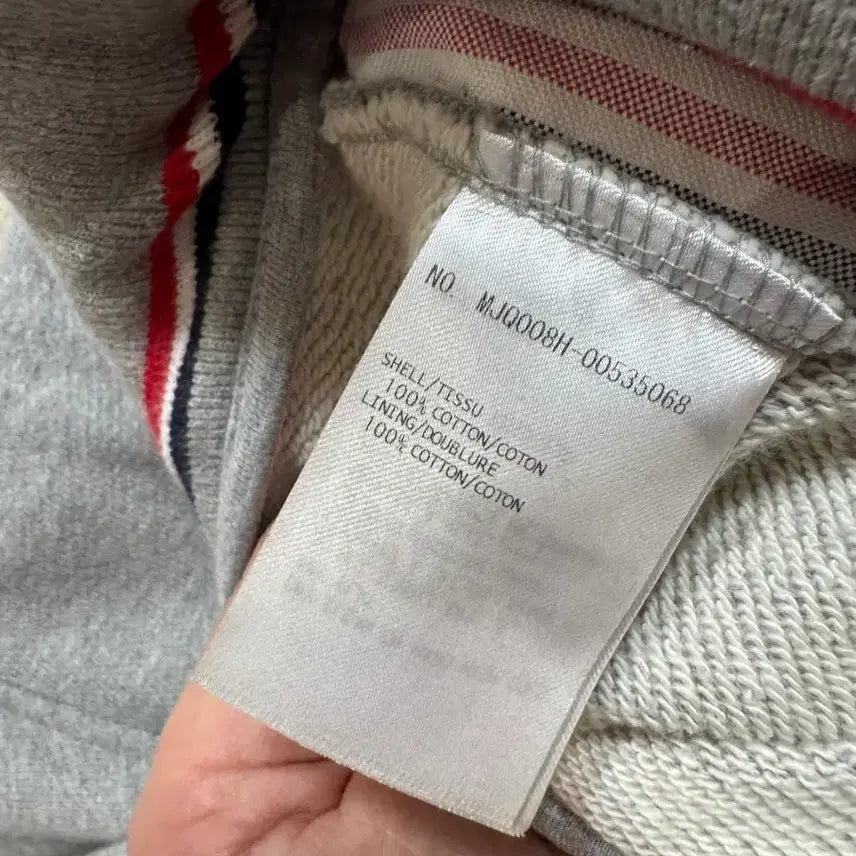 NO. MJQ008H-00535068
SHELL/TISSU
100% COTTON/COTON
LINING/DOUBLURE
100% COTTON/COTON